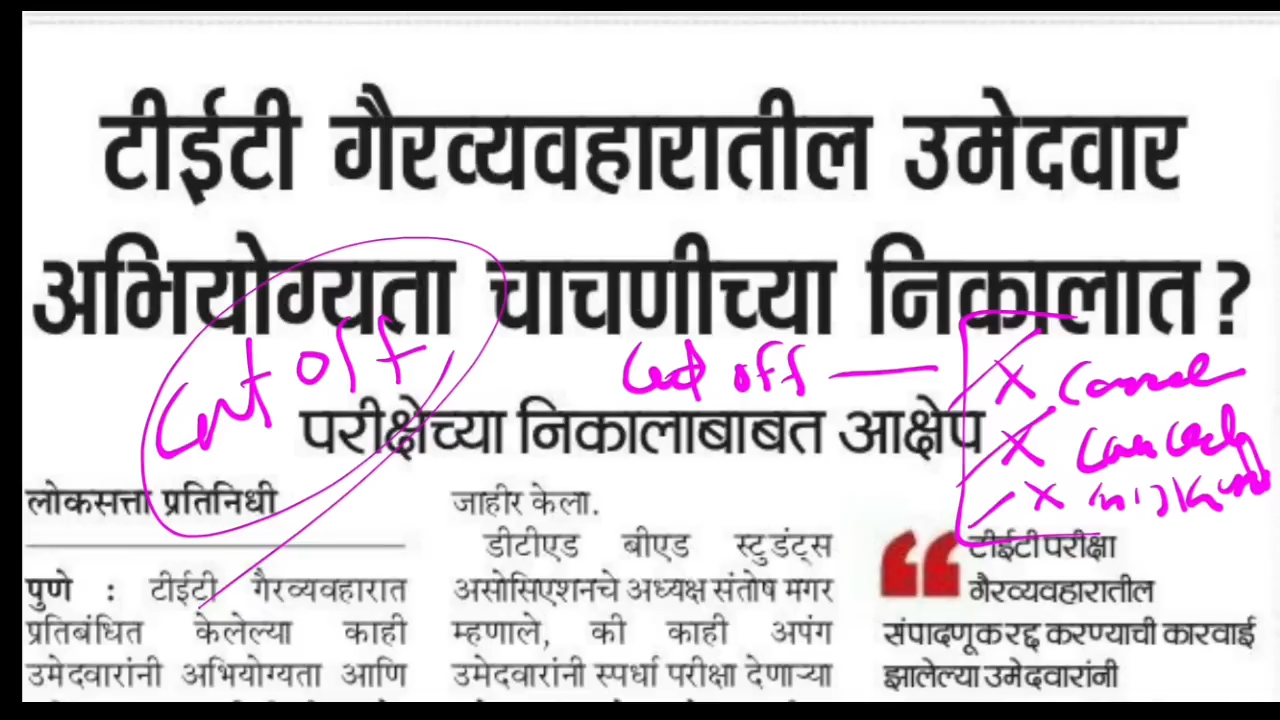 टीईटी गैरव्यवहारातील उमेदवार
अभियोग्यता चाचणीच्या निकालात?
cut off
cut off
x cancel
x
x
परीक्षेच्या निकालाबाबत आक्षेप
लोकसत्ता प्रतिनिधी
पुणे : टीईटी गैरव्यवहारात
प्रतिबंधित केलेल्या काही
उमेदवारांनी अभियोग्यता आणि
जाहीर केला.
डीटीएड बीएड स्टुडंट्स
असोसिएशनचे अध्यक्ष संतोष मगर
म्हणाले, की काही अपंग
उमेदवारांनी स्पर्धा परीक्षा देणाऱ्या
टीईटी परीक्षा
गैरव्यवहारातील
संपादणूक रद्द करण्याची कारवाई
झालेल्या उमेदवारांनी